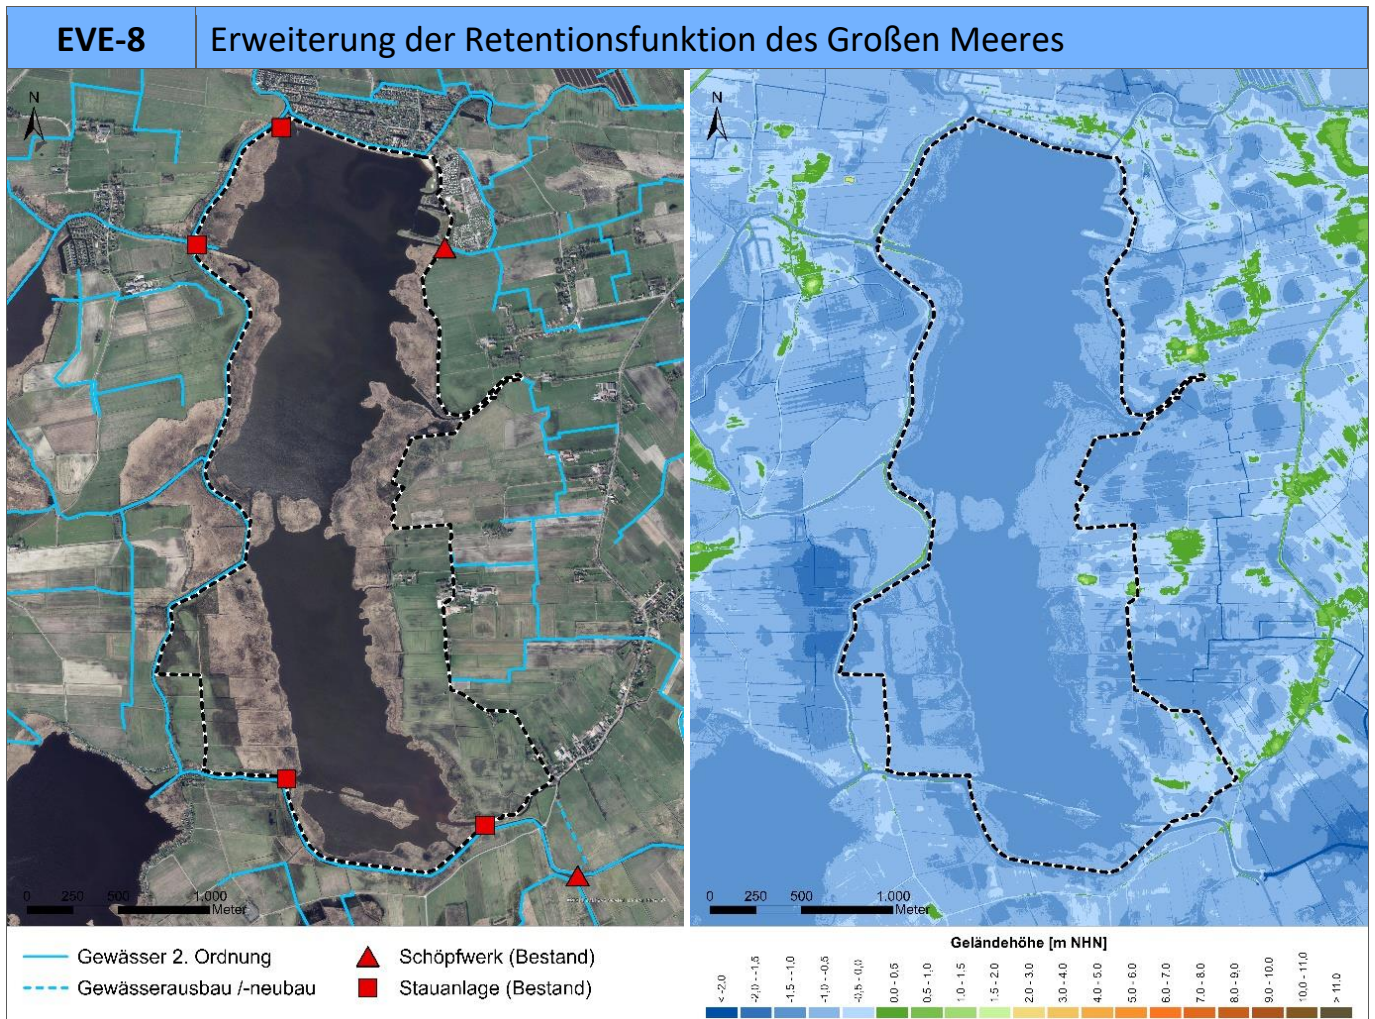 EVE-8
Erweiterung der Retentionsfunktion des Großen Meeres
N
0 250 500 1.000
Meter
N
0 250 500 1.000
Meter
Gewässer 2. Ordnung
Gewässerausbau /-neubau
Schöpfwerk (Bestand)
Stauanlage (Bestand)
Geländehöhe [m NHN]
< -2,0
-2,0 - -1,5
-1,5 - -1,0
-1,0 - -0,5
-0,5 - 0,0
0.0 - 0.5
0.5 - 1,0
1.0 - 1.5
1.5 - 2.0
2.0 - 3.0
3.0 - 4.0
4.0 - 5.0
5.0 - 6.0
6.0 - 7.0
7.0 - 8.0
8.0 - 9.0
9.0 - 10.0
10,0 - 11,0
> 11.0